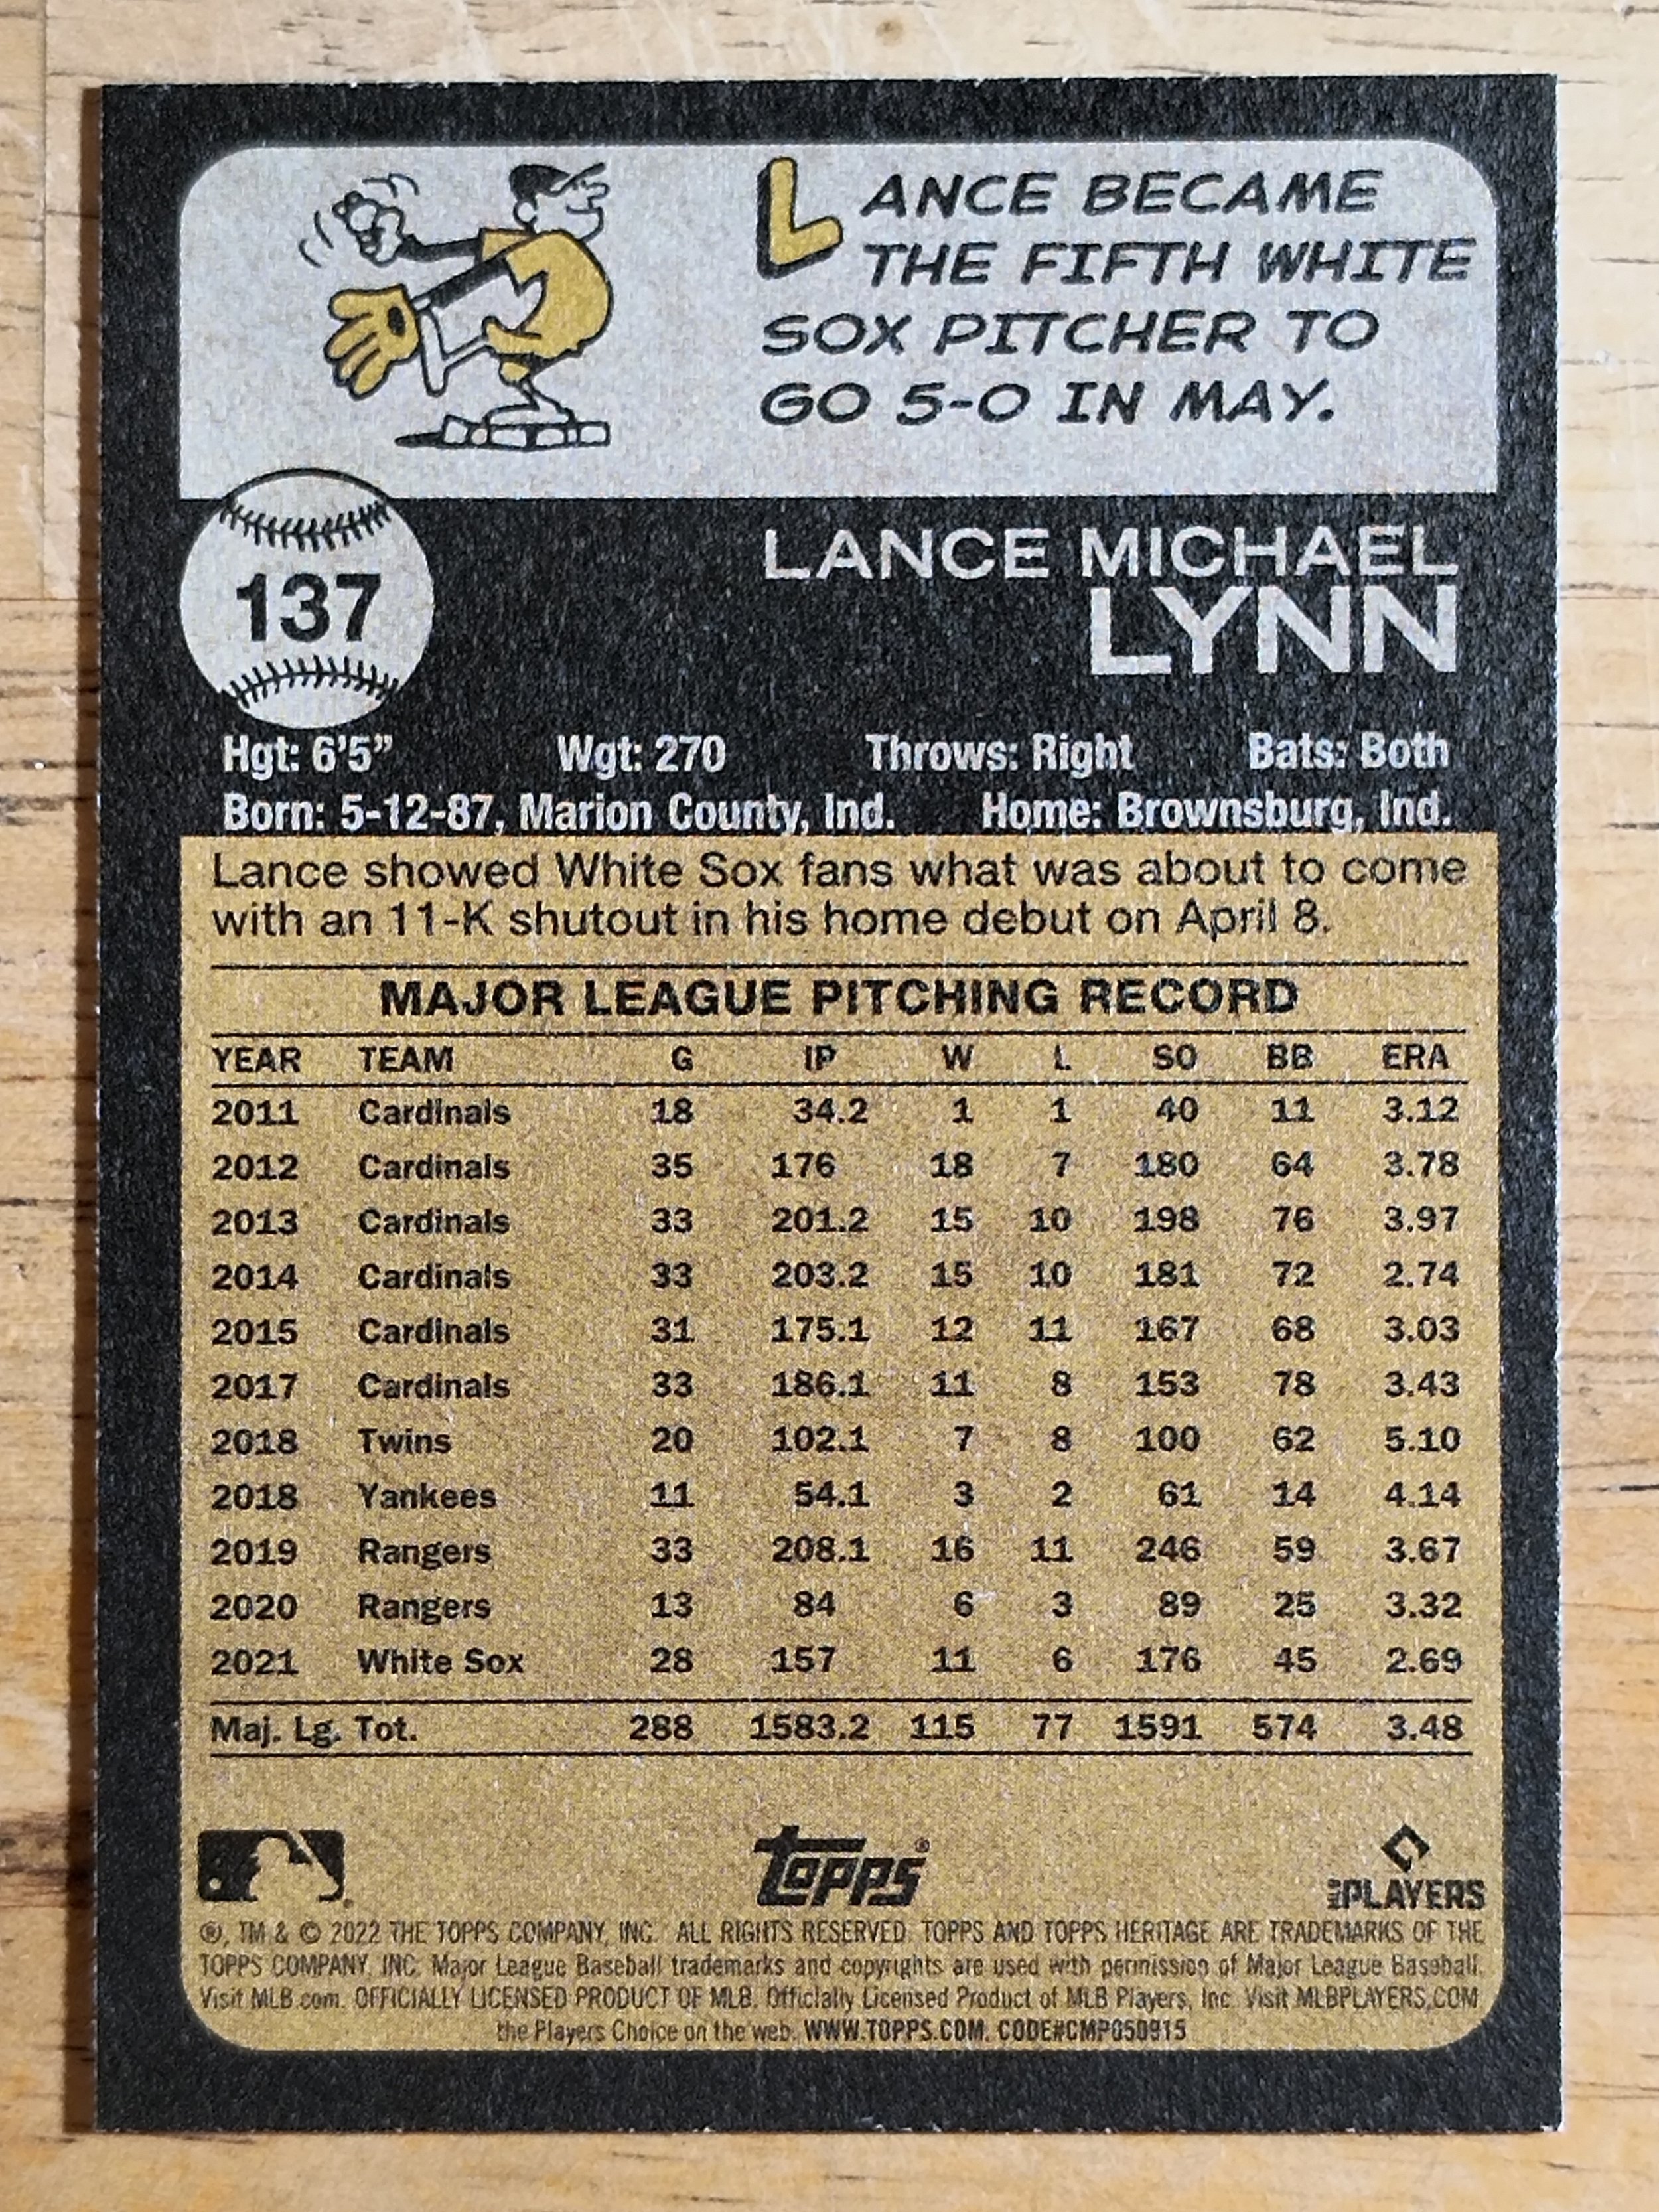 LANCE BECAME
THE FIFTH WHITE
SOX PITCHER TO
GO 5-0 IN MAY.
137
LANCE MICHAEL
LYNN
Hgt: 6'5" Wgt: 270 Throws: Right Bats: Both
Born: 5-12-87, Marion County, Ind. Home: Brownsburg, Ind.
Lance showed White Sox fans what was about to come
with an 11-K shutout in his home debut on April 8.
MAJOR LEAGUE PITCHING RECORD
YEAR TEAM G IP W L SO BB ERA
2011 Cardinals 18 34.2 1 1 40 11 3.12
2012 Cardinals 35 176 18 7 180 64 3.78
2013 Cardinals 33 201.2 15 10 198 76 3.97
2014 Cardinals 33 203.2 15 10 181 72 2.74
2015 Cardinals 31 175.1 12 11 167 68 3.03
2017 Cardinals 33 186.1 11 8 153 78 3.43
2018 Twins 20 102.1 7 8 100 62 5.10
2018 Yankees 11 54.1 3 2 61 14 4.14
2019 Rangers 33 208.1 16 11 246 59 3.67
2020 Rangers 13 84 6 3 89 25 3.32
2021 White Sox 28 157 11 6 176 45 2.69
Maj. Lg. Tot. 288 1583.2 115 77 1591 574 3.48
topps®
MLB PLAYERS
®, TM & © 2022 THE TOPPS COMPANY, INC. ALL RIGHTS RESERVED. TOPPS AND TOPPS HERITAGE ARE TRADEMARKS OF THE
TOPPS COMPANY, INC. Major League Baseball trademarks and copyrights are used with permission of Major League Baseball.
Visit MLB.com. OFFICIALLY LICENSED PRODUCT OF MLB. Officially Licensed Product of MLB Players, Inc. Visit MLBPLAYERS.COM
the Players Choice on the web. WWW.TOPPS.COM. CODE#CMP050915